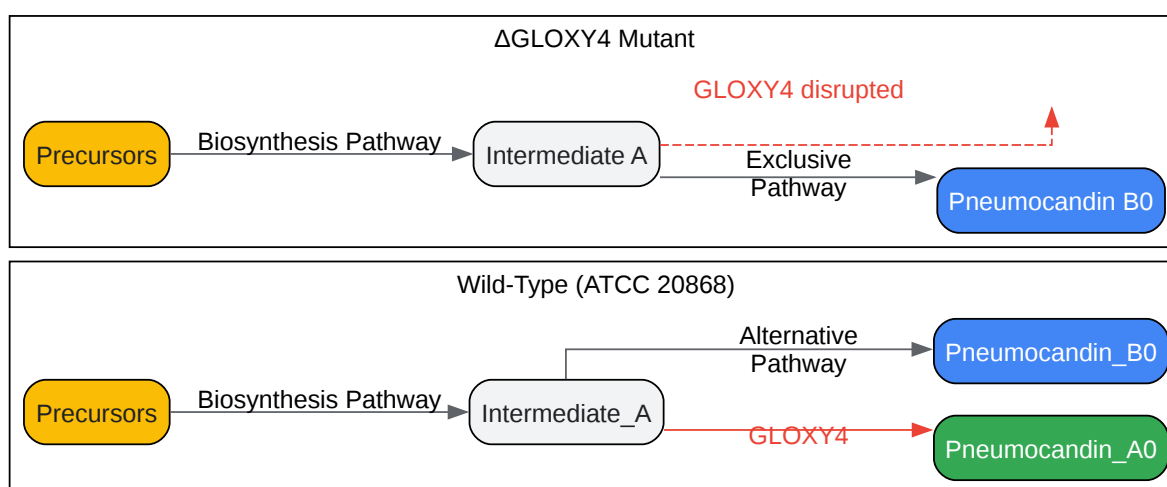 ΔGLOXY4 Mutant
GLOXY4 disrupted
Precursors
Biosynthesis Pathway
Intermediate A
Exclusive
Pathway
Pneumocandin B0
Wild-Type (ATCC 20868)
Alternative
Pathway
Pneumocandin_B0
Precursors
Biosynthesis Pathway
Intermediate_A
GLOXY4
Pneumocandin_A0